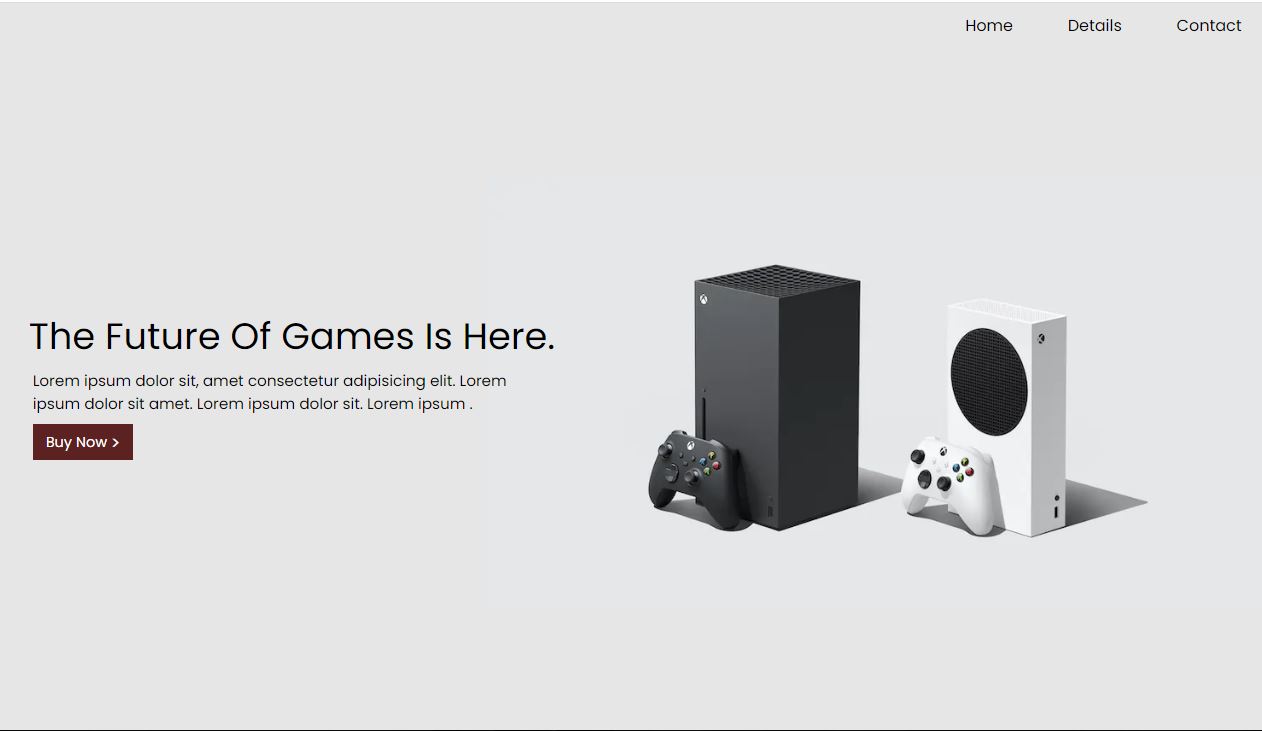 Home Details Contact
The Future Of Games Is Here.
Lorem ipsum dolor sit, amet consectetur adipisicing elit. Lorem
ipsum dolor sit amet. Lorem ipsum dolor sit. Lorem ipsum .
Buy Now >